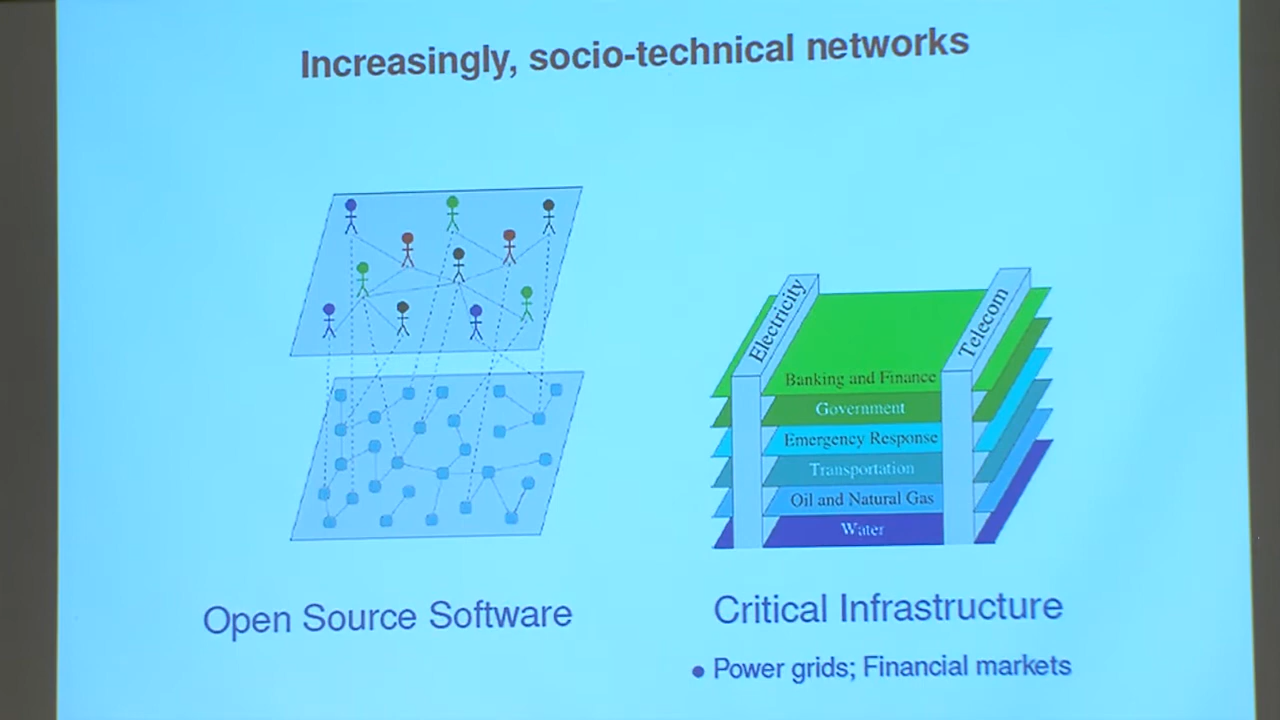 Increasingly, socio-technical networks
Electricity
Telecom
Banking and Finance
Government
Emergency Response
Transportation
Oil and Natural Gas
Water
Open Source Software
Critical Infrastructure
• Power grids; Financial markets